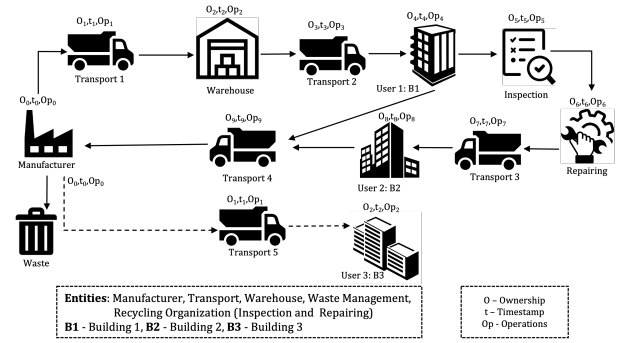 O₁,t₁,Op₁
O₂,t₂,Op₂
O₃,t₃,Op₃
O₄,t₄,Op₄
O₅,t₅,Op₅
Transport 1
Warehouse
Transport 2
User 1: B1
Inspection
O₀,t₀,Op₀
O₉,t₉,Op₉
O₈,t₈,Op₈
O₇,t₇,Op₇
O₆,t₆,Op₆
Manufacturer
Transport 4
User 2: B2
Transport 3
Repairing
O₀,t₀,Op₀
O₁,t₁,Op₁
O₂,t₂,Op₂
Waste
Transport 5
User 3: B3
Entities: Manufacturer, Transport, Warehouse, Waste Management,
Recycling Organization (Inspection and Repairing)
B1 - Building 1, B2 - Building 2, B3 - Building 3
O – Ownership
t – Timestamp
Op - Operations